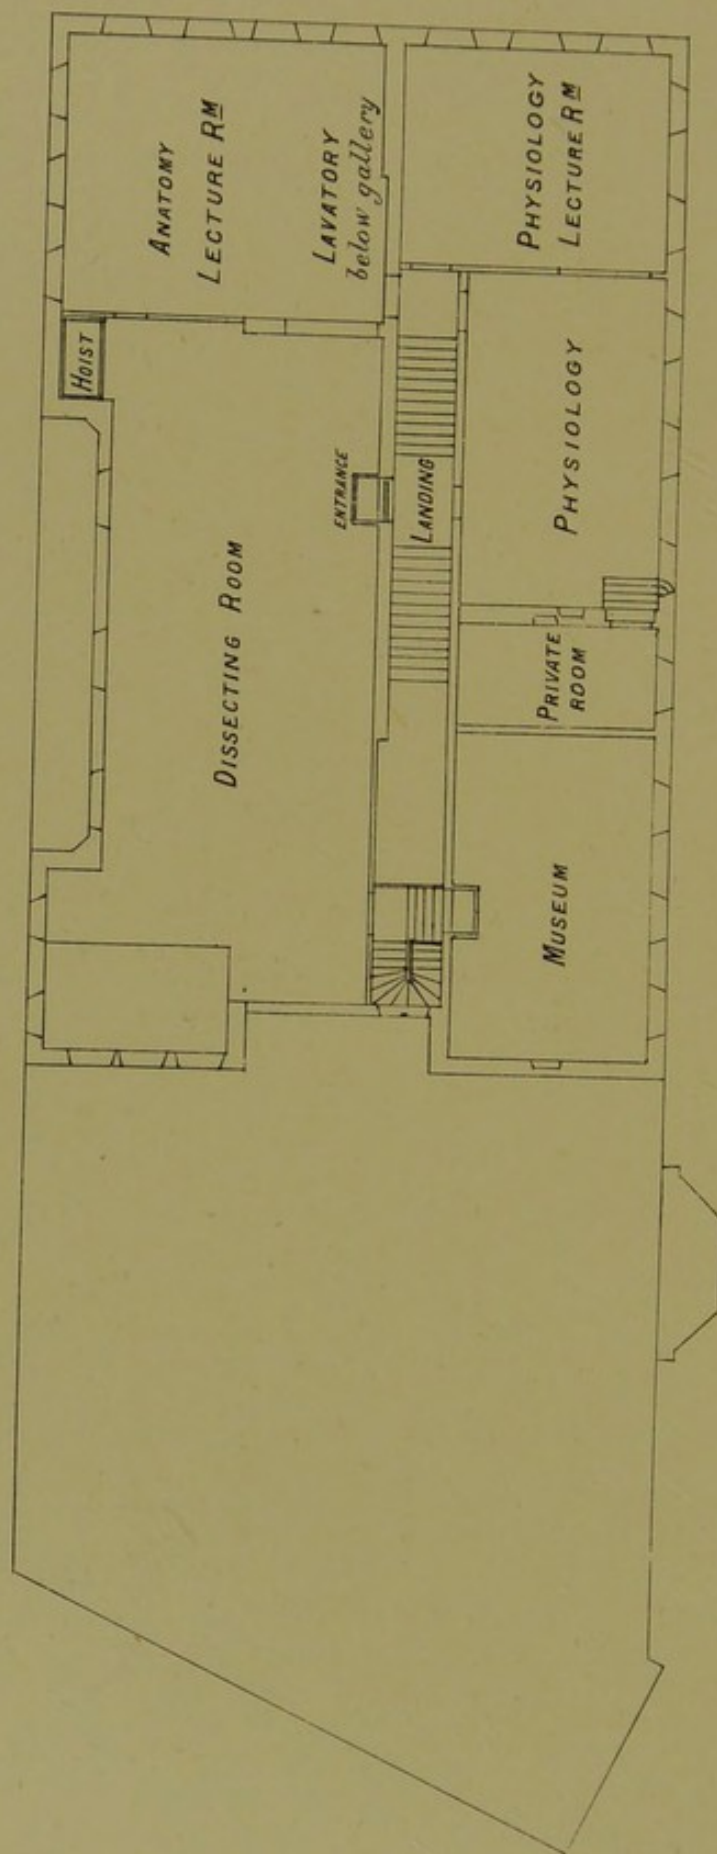 ANATOMY
LECTURE RM
LAVATORY
below gallery
PHYSIOLOGY
LECTURE RM
HOIST
ENTRANCE
LANDING
PHYSIOLOGY
DISSECTING ROOM
PRIVATE
ROOM
MUSEUM